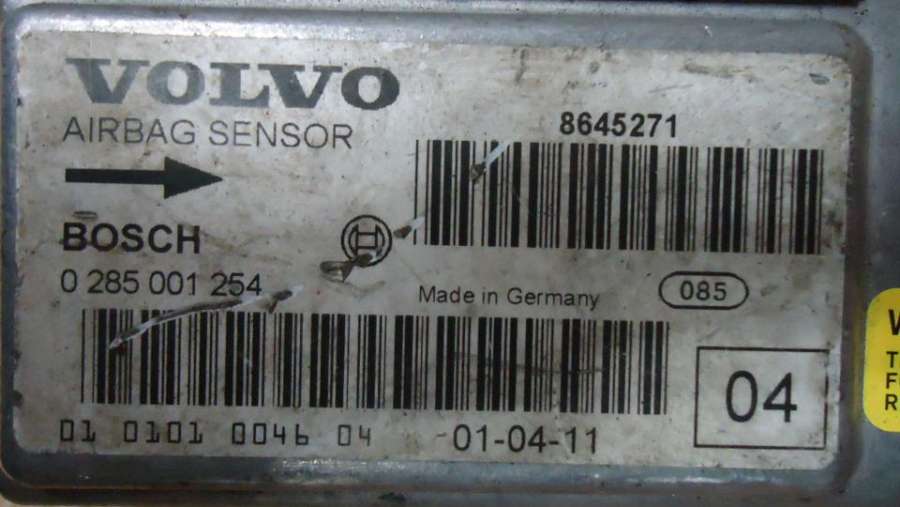 VOLVO
AIRBAG SENSOR
8645271
BOSCH
0 285 001 254
Made in Germany
085
04
01 0101 0046 04
01-04-11